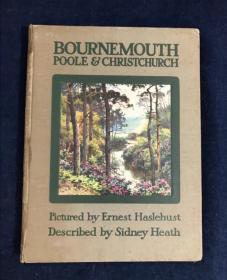 BOURNEMOUTH
POOLE & CHRISTCHURCH
Pictured by Ernest Haslehust
Described by Sidney Heath